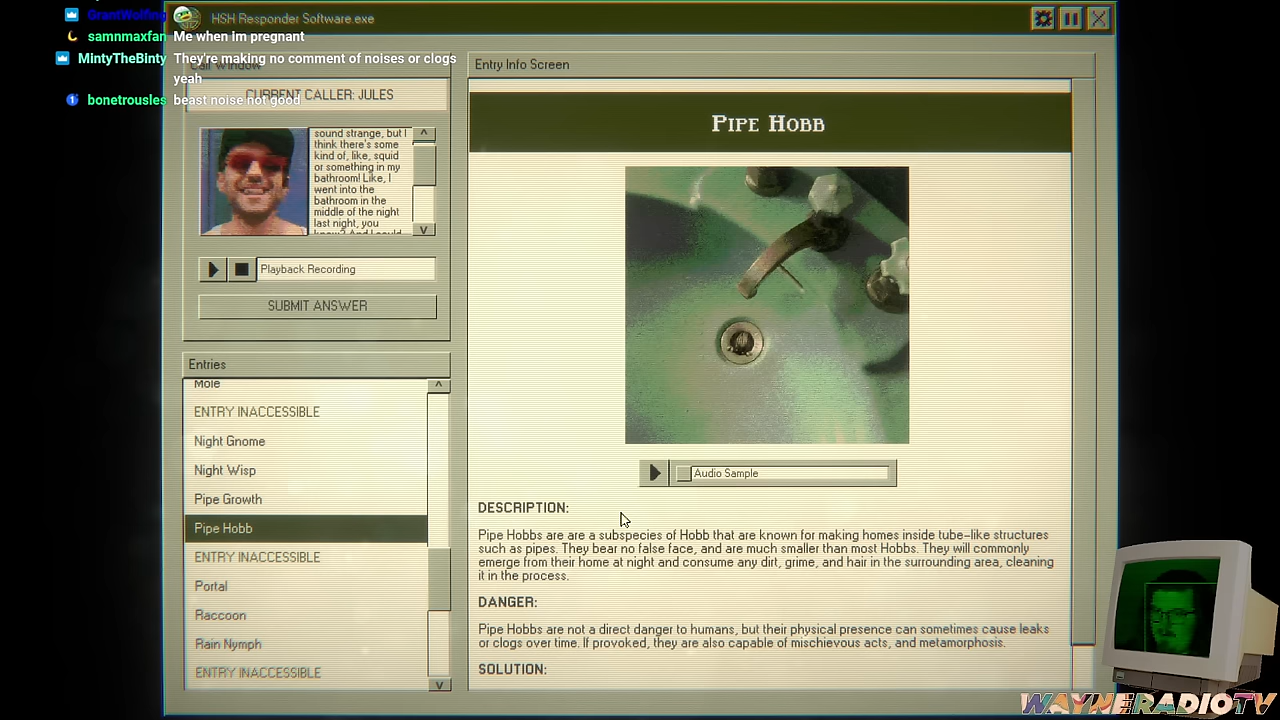 GrantWolfing
HSH Responder Software.exe
samnmaxfan Me when im pregnant
MintyTheBinty They're making no comment of noises or clogs
yeah
bonetrousles beast noise not good
Call Window
CURRENT CALLER: JULES
sound strange, but I
think there's some
kind of, like, squid
or something in my
bathroom! Like, I
went into the
bathroom in the
middle of the night
last night, you
know? And I could
Playback Recording
SUBMIT ANSWER
Entries
Mole
ENTRY INACCESSIBLE
Night Gnome
Night Wisp
Pipe Growth
Pipe Hobb
ENTRY INACCESSIBLE
Portal
Raccoon
Rain Nymph
ENTRY INACCESSIBLE
Entry Info Screen
Pipe Hobb
Audio Sample
DESCRIPTION:
Pipe Hobbs are are a subspecies of Hobb that are known for making homes inside tube-like structures
such as pipes. They bear no false face, and are much smaller than most Hobbs. They will commonly
emerge from their home at night and consume any dirt, grime, and hair in the surrounding area, cleaning
it in the process.
DANGER:
Pipe Hobbs are not a direct danger to humans, but their physical presence can sometimes cause leaks
or clogs over time. If provoked, they are also capable of mischievous acts, and metamorphosis.
SOLUTION:
WAYNERADIOTV